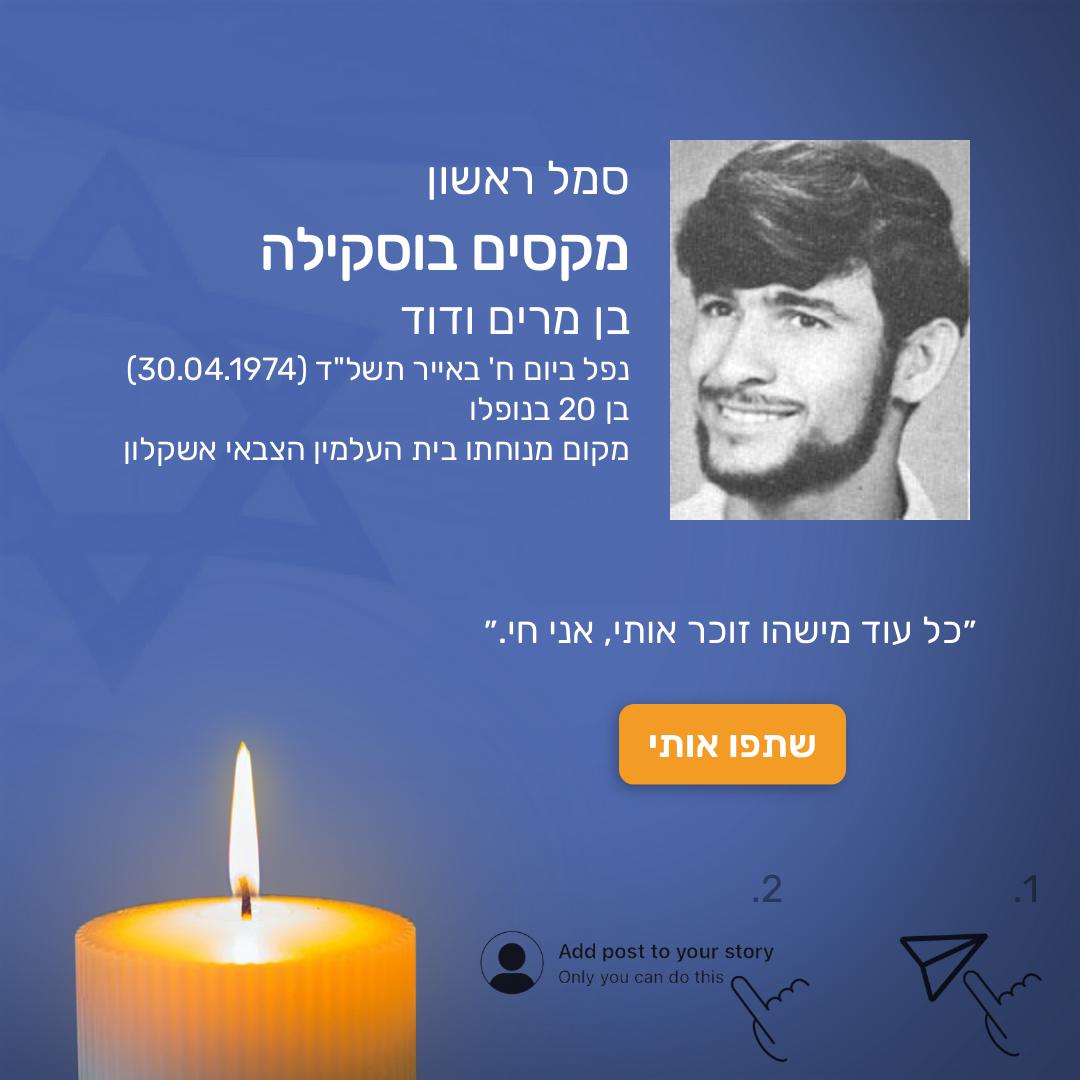 סמל ראשון
מקסים בוסקילה
בן מרים ודוד
נפל ביום ח' באייר תשל"ד (30.04.1974)
בן 20 בנופלו
מקום מנוחתו בית העלמין הצבאי אשקלון
״כל עוד מישהו זוכר אותי, אני חי.״
שתפו אותי
1.
2.
Add post to your story
Only you can do this